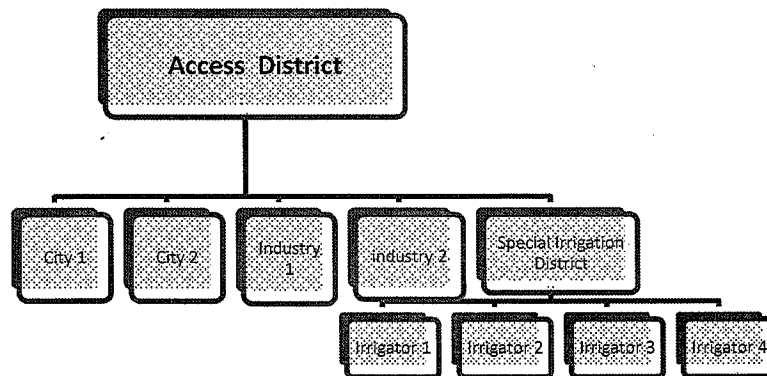 Access District
City 1
City 2
Industry
1
industry 2
Special Irrigation
District
Irrigator 1
Irrigator 2
Irrigator 3
Irrigator 4